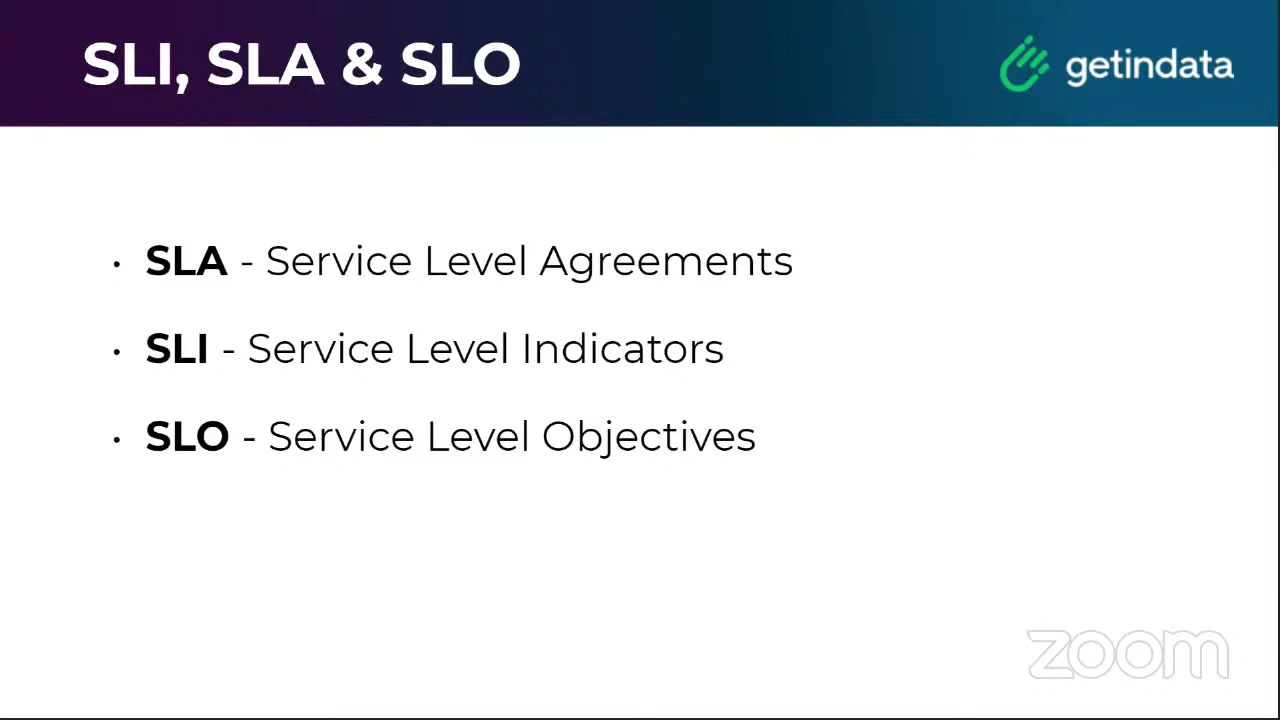 SLI, SLA & SLO
getindata
• SLA - Service Level Agreements
• SLI - Service Level Indicators
• SLO - Service Level Objectives
zoom